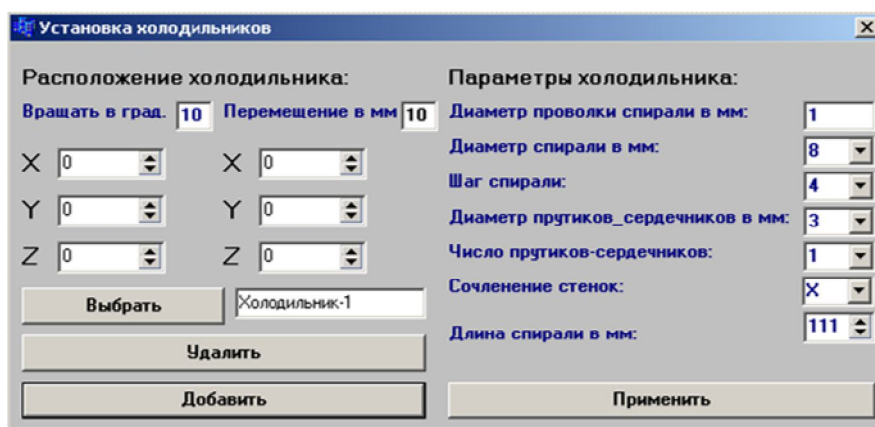 Установка холодильников
Расположение холодильника:
Вращать в град. 10 Перемещение в мм 10
X 0 X 0
Y 0 Y 0
Z 0 Z 0
Выбрать Холодильник-1
Удалить
Добавить
Параметры холодильника:
Диаметр проволки спирали в мм: 1
Диаметр спирали в мм: 8
Шаг спирали: 4
Диаметр прутиков_сердечников в мм: 3
Число прутиков-сердечников: 1
Сочленение стенок: X
Длина спирали в мм: 111
Применить